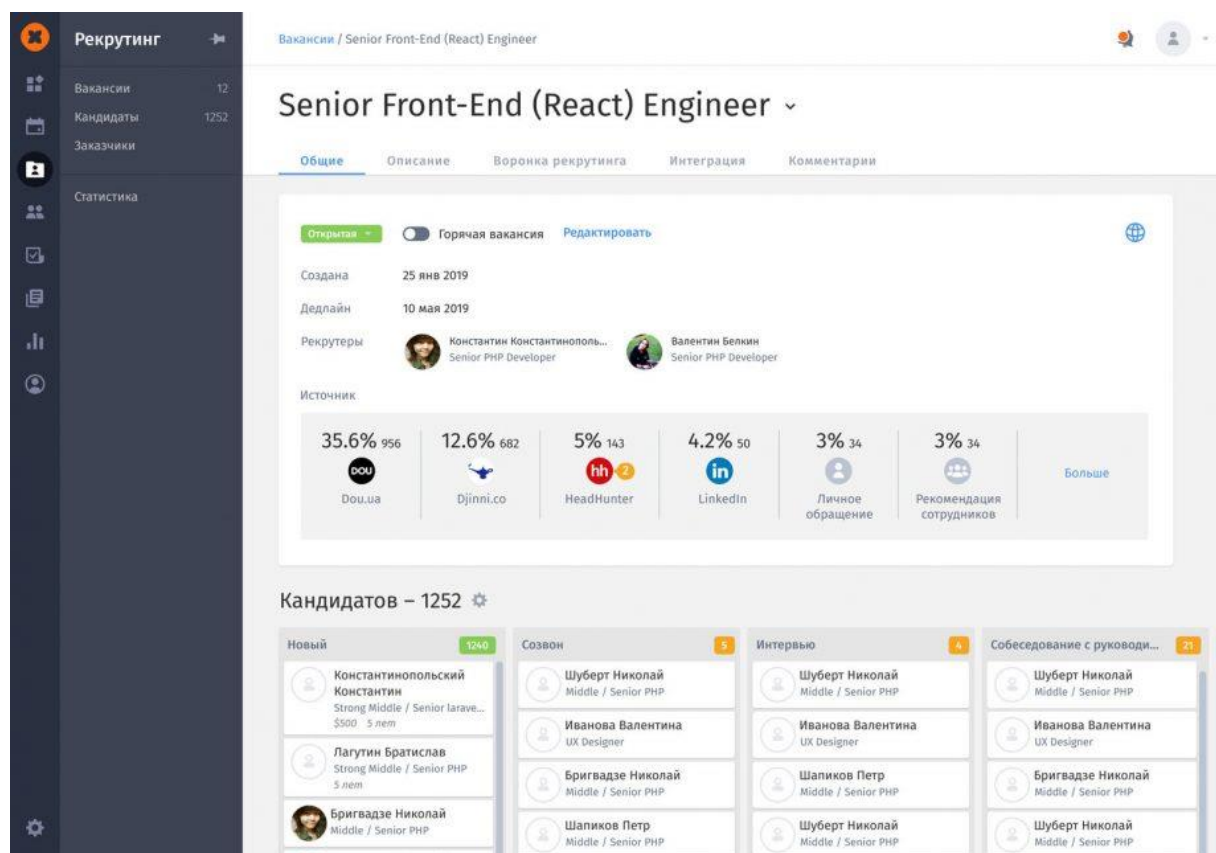 Рекрутинг
Вакансии 12
Кандидаты 1252
Заказчики
Статистика
Вакансии / Senior Front-End (React) Engineer
Senior Front-End (React) Engineer
Общие Описание Воронка рекрутинга Интеграция Комментарии
Открытая Горячая вакансия Редактировать
Создана 25 янв 2019
Дедлайн 10 мая 2019
Рекрутеры Константин Константинополь... Валентин Белкин
Senior PHP Developer Senior PHP Developer
Источник
35.6% 956 12.6% 682 5% 143 4.2% 50 3% 34 3% 34
DOU hh 2 in
Dou.ua Djinni.co HeadHunter LinkedIn Личное обращение Рекомендация сотрудников Больше
Кандидатов – 1252
Новый 1240
Константинопольский
Константин
Strong Middle / Senior larave...
$500 5 лет
Лагутин Братислав
Strong Middle / Senior PHP
5 лет
Бригвадзе Николай
Middle / Senior PHP
Созвон 5
Шуберт Николай
Middle / Senior PHP
Иванова Валентина
UX Designer
Бригвадзе Николай
Middle / Senior PHP
Шапиков Петр
Middle / Senior PHP
Интервью 4
Шуберт Николай
Middle / Senior PHP
Иванова Валентина
UX Designer
Шапиков Петр
Middle / Senior PHP
Шуберт Николай
Middle / Senior PHP
Собеседование с руководи... 21
Шуберт Николай
Middle / Senior PHP
Иванова Валентина
UX Designer
Бригвадзе Николай
Middle / Senior PHP
Шуберт Николай
Middle / Senior PHP